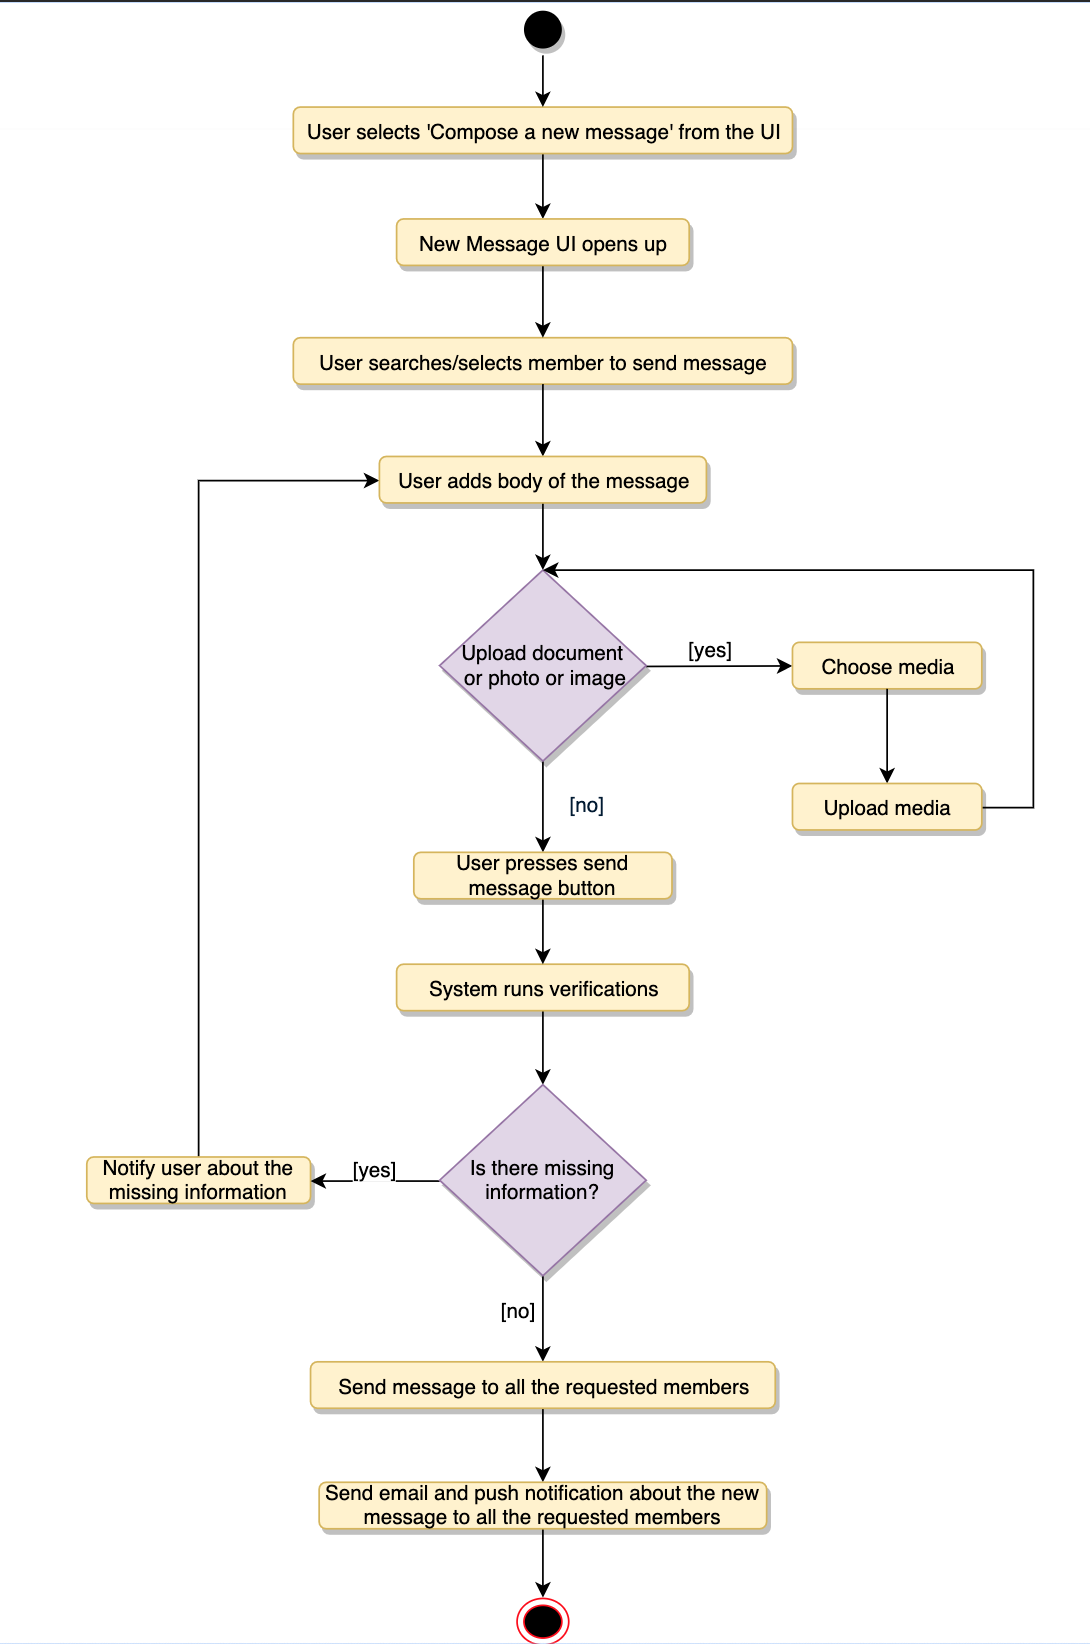 User selects 'Compose a new message' from the UI
New Message UI opens up
User searches/selects member to send message
User adds body of the message
Upload document
or photo or image
[yes]
Choose media
Upload media
[no]
User presses send
message button
System runs verifications
Is there missing
information?
[yes]
Notify user about the
missing information
[no]
Send message to all the requested members
Send email and push notification about the new
message to all the requested members